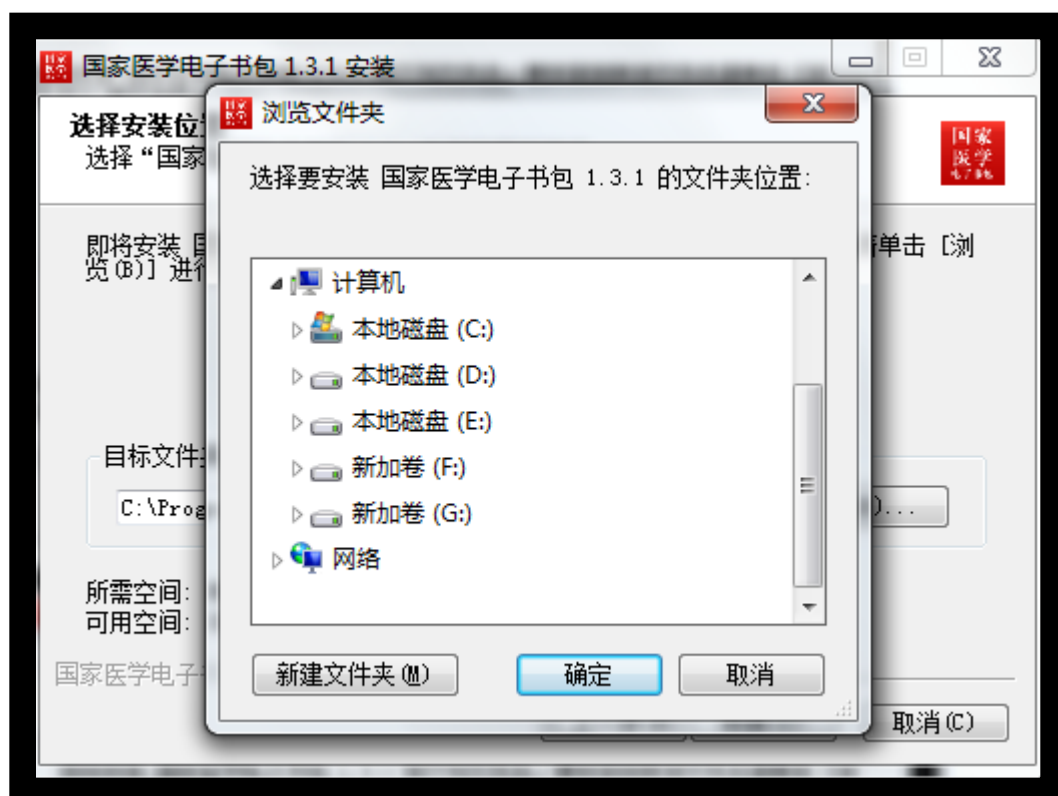 国家医学电子书包 1.3.1 安装
浏览文件夹
选择安装位
选择“国家
国家
医学
电子书包
选择要安装 国家医学电子书包 1.3.1 的文件夹位置:
即将安装
单击 [浏
览(B)] 进行
计算机
本地磁盘 (C:)
本地磁盘 (D:)
本地磁盘 (E:)
新加卷 (F:)
新加卷 (G:)
网络
目标文件
C:\Prog
)...
所需空间:
可用空间:
国家医学电子
新建文件夹(M)
确定
取消
取消(C)